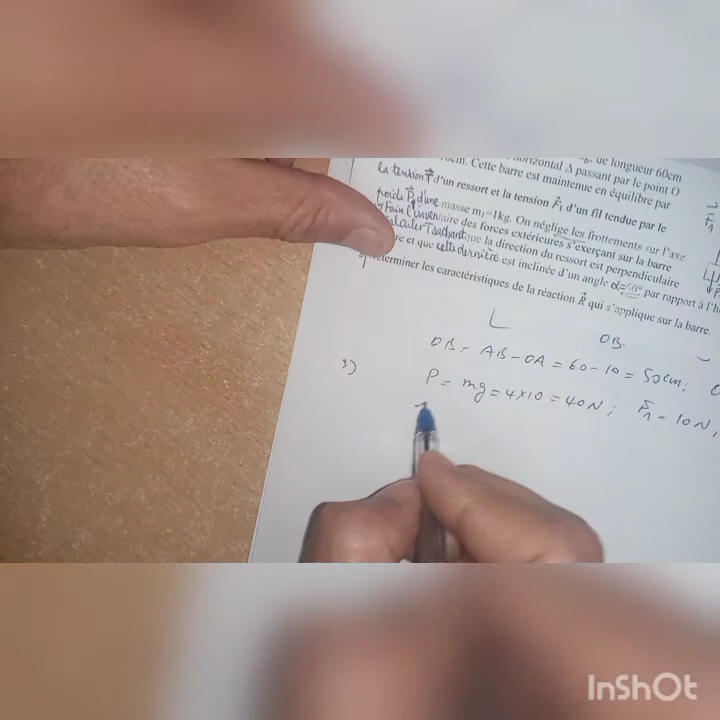 de longueur 60cm
horizontal Δ passant par le point O
Cette barre est maintenue en équilibre par
la tension T⃗ d'un ressort et la tension F⃗₁ d'un fil tendue par le
poids P⃗₁ d'une masse m₁=1kg. On néglige les frottements sur l'axe
Faire l'inventaire des forces extérieures s'exerçant sur la barre
Calculer T sachant que la direction du ressort est perpendiculaire
et que cette dernière est inclinée d'un angle α= par rapport à
déterminer les caractéristiques de la réaction R⃗ qui s'applique sur la barre.
L OB.
OB = AB - OA = 60 - 10 = 50cm;
3) P = mg = 4×10 = 40N; F₁ = 10N,
InShOt